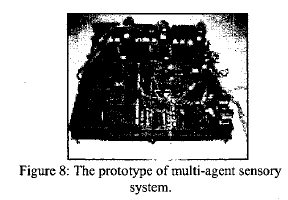 Figure 8: The prototype of multi-agent sensory
system.